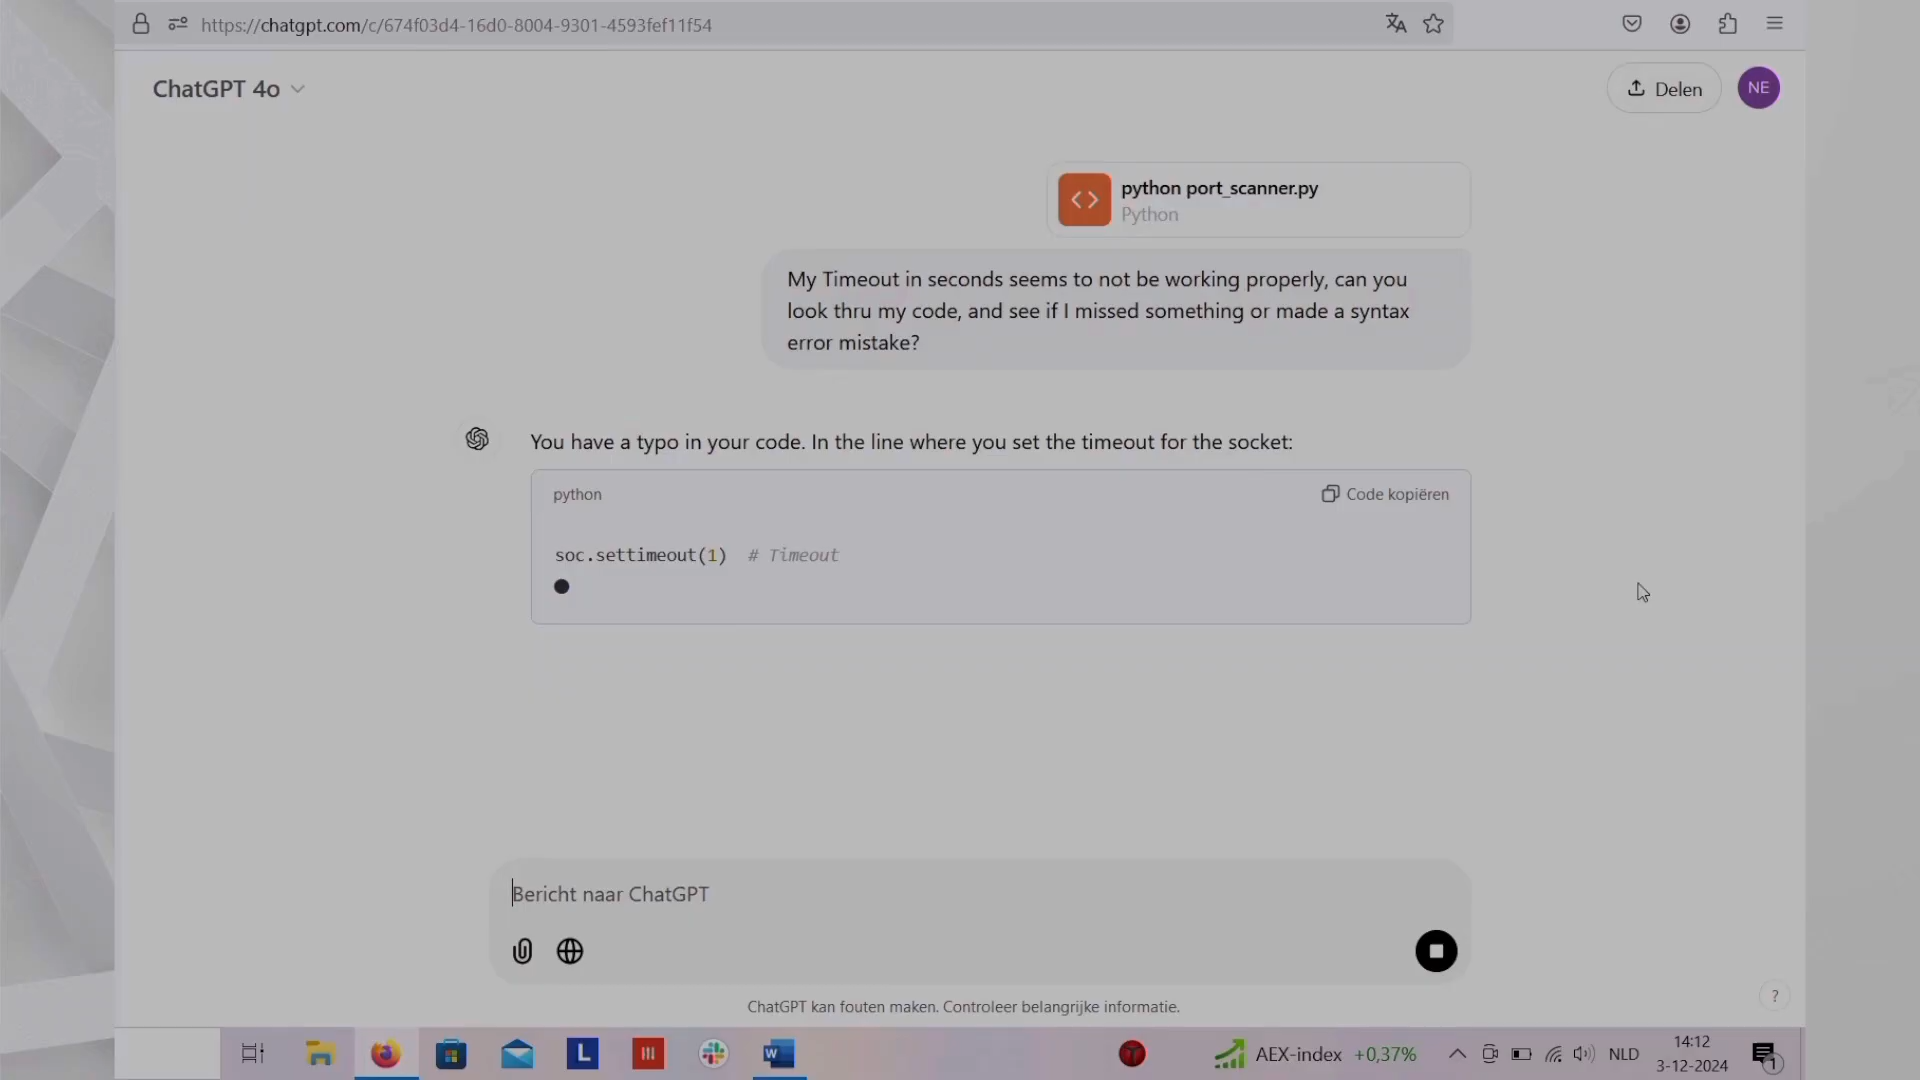 https://chatgpt.com/c/674f03d4-16d0-8004-9301-4593fef11f54
ChatGPT 4o
Delen
NE
python port_scanner.py
Python
My Timeout in seconds seems to not be working properly, can you
look thru my code, and see if I missed something or made a syntax
error mistake?
You have a typo in your code. In the line where you set the timeout for the socket:
python
Code kopiëren
soc.settimeout(1)  # Timeout
Bericht naar ChatGPT
ChatGPT kan fouten maken. Controleer belangrijke informatie.
?
L
W
AEX-index +0,37%
NLD
14:12
3-12-2024
1